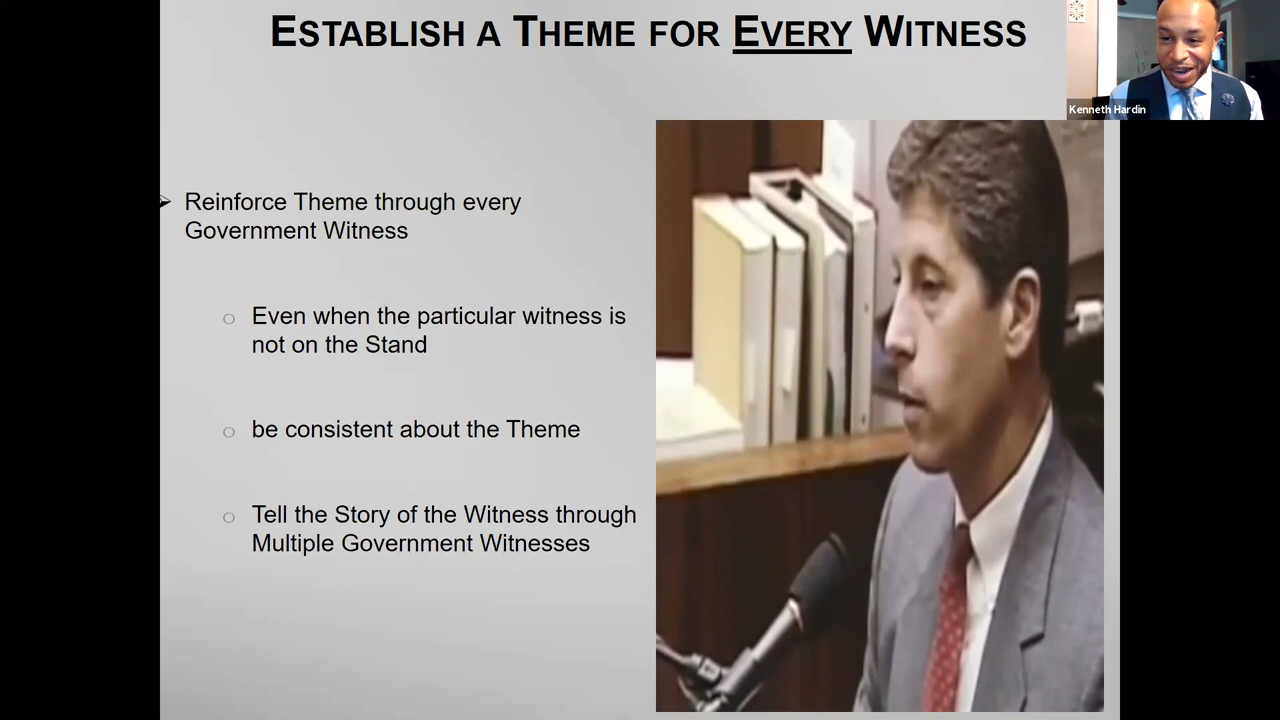 ESTABLISH A THEME FOR EVERY WITNESS
Kenneth Hardin
Reinforce Theme through every
Government Witness
Even when the particular witness is
not on the Stand
be consistent about the Theme
Tell the Story of the Witness through
Multiple Government Witnesses